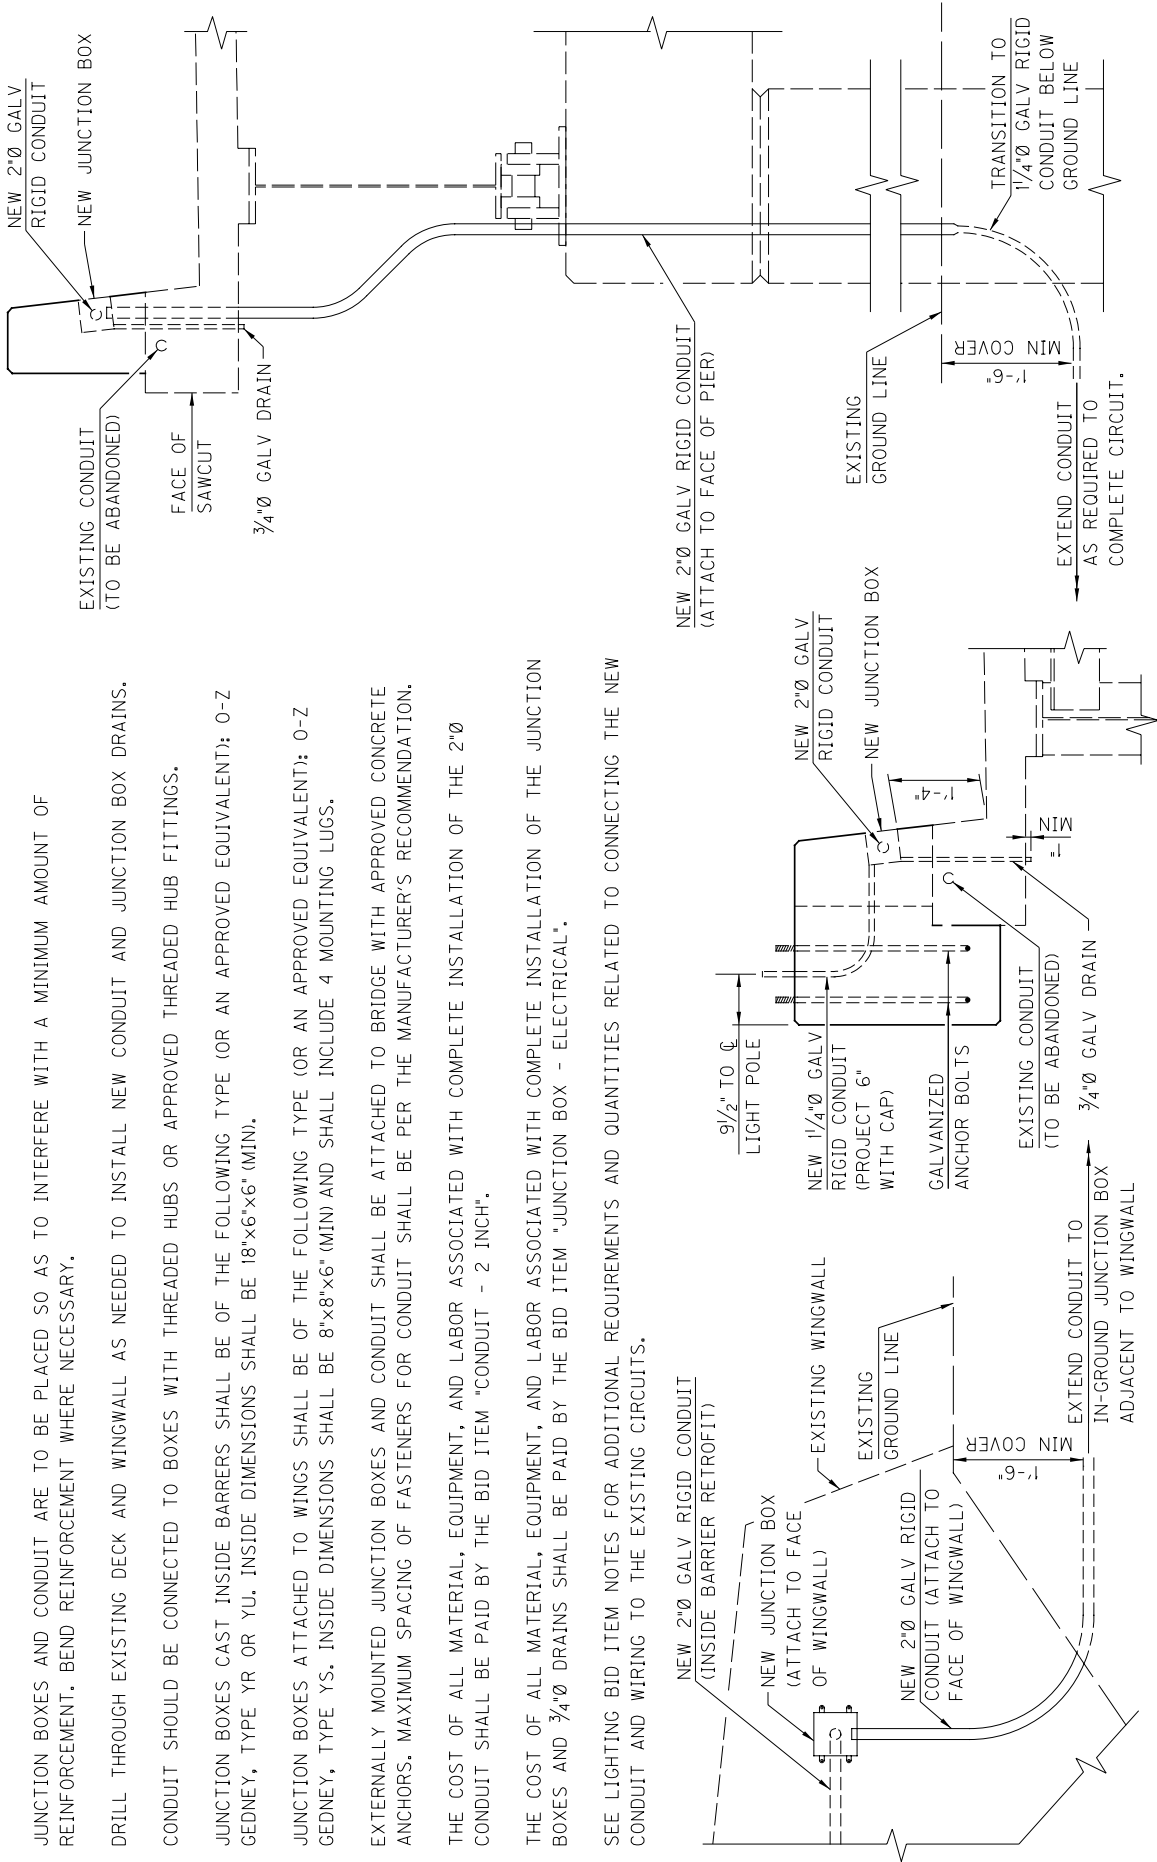 JUNCTION BOXES AND CONDUIT ARE TO BE PLACED SO AS TO INTERFERE WITH A MINIMUM AMOUNT OF
REINFORCEMENT. BEND REINFORCEMENT WHERE NECESSARY.
DRILL THROUGH EXISTING DECK AND WINGWALL AS NEEDED TO INSTALL NEW CONDUIT AND JUNCTION BOX DRAINS.
CONDUIT SHOULD BE CONNECTED TO BOXES WITH THREADED HUBS OR APPROVED THREADED HUB FITTINGS.
JUNCTION BOXES CAST INSIDE BARRERS SHALL BE OF THE FOLLOWING TYPE (OR AN APPROVED EQUIVALENT): O-Z
GEDNEY, TYPE YR OR YU. INSIDE DIMENSIONS SHALL BE 18"x6"x6" (MIN).
JUNCTION BOXES ATTACHED TO WINGS SHALL BE OF THE FOLLOWING TYPE (OR AN APPROVED EQUIVALENT): O-Z
GEDNEY, TYPE YS. INSIDE DIMENSIONS SHALL BE 8"x8"x6" (MIN) AND SHALL INCLUDE 4 MOUNTING LUGS.
EXTERNALLY MOUNTED JUNCTION BOXES AND CONDUIT SHALL BE ATTACHED TO BRIDGE WITH APPROVED CONCRETE
ANCHORS. MAXIMUM SPACING OF FASTENERS FOR CONDUIT SHALL BE PER THE MANUFACTURER'S RECOMMENDATION.
THE COST OF ALL MATERIAL, EQUIPMENT, AND LABOR ASSOCIATED WITH COMPLETE INSTALLATION OF THE 2"Ø
CONDUIT SHALL BE PAID BY THE BID ITEM "CONDUIT - 2 INCH".
THE COST OF ALL MATERIAL, EQUIPMENT, AND LABOR ASSOCIATED WITH COMPLETE INSTALLATION OF THE JUNCTION
BOXES AND 3/4"Ø DRAINS SHALL BE PAID BY THE BID ITEM "JUNCTION BOX - ELECTRICAL".
SEE LIGHTING BID ITEM NOTES FOR ADDITIONAL REQUIREMENTS AND QUANTITIES RELATED TO CONNECTING THE NEW
CONDUIT AND WIRING TO THE EXISTING CIRCUITS.
NEW 2"Ø GALV RIGID CONDUIT
(INSIDE BARRIER RETROFIT)
NEW JUNCTION BOX
(ATTACH TO FACE
OF WINGWALL)
NEW 2"Ø GALV RIGID
CONDUIT (ATTACH TO
FACE OF WINGWALL)
EXISTING WINGWALL
EXISTING
GROUND LINE
1'-6"
MIN COVER
EXTEND CONDUIT TO
IN-GROUND JUNCTION BOX
ADJACENT TO WINGWALL
9 1/2" TO ℄
LIGHT POLE
NEW 1 1/4"Ø GALV
RIGID CONDUIT
(PROJECT 6"
WITH CAP)
GALVANIZED
ANCHOR BOLTS
EXISTING CONDUIT
(TO BE ABANDONED)
3/4"Ø GALV DRAIN
NEW 2"Ø GALV
RIGID CONDUIT
NEW JUNCTION BOX
1'-4"
1"
MIN
EXISTING CONDUIT
(TO BE ABANDONED)
FACE OF
SAWCUT
3/4"Ø GALV DRAIN
NEW 2"Ø GALV
RIGID CONDUIT
NEW JUNCTION BOX
NEW 2"Ø GALV RIGID CONDUIT
(ATTACH TO FACE OF PIER)
EXISTING
GROUND LINE
1'-6"
MIN COVER
TRANSITION TO
1 1/4"Ø GALV RIGID
CONDUIT BELOW
GROUND LINE
EXTEND CONDUIT
AS REQUIRED TO
COMPLETE CIRCUIT.